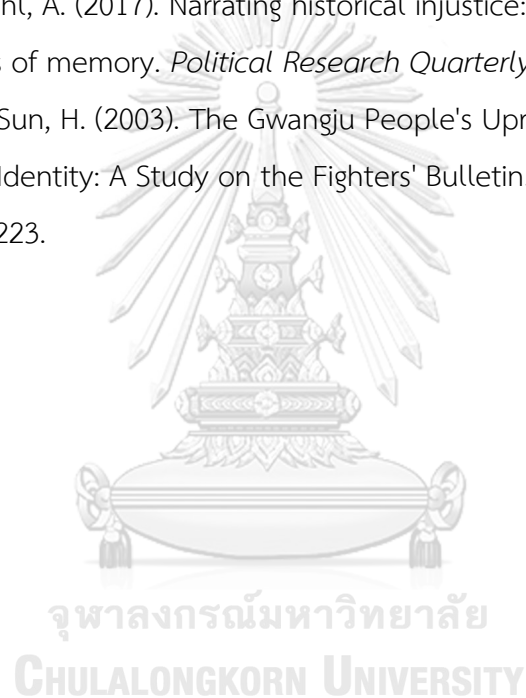 hl, A. (2017). Narrating historical injustice:
s of memory. Political Research Quarterly
Sun, H. (2003). The Gwangju People's Upr
Identity: A Study on the Fighters' Bulletin.
223.
จุฬาลงกรณ์มหาวิทยาลัย
CHULALONGKORN UNIVERSITY